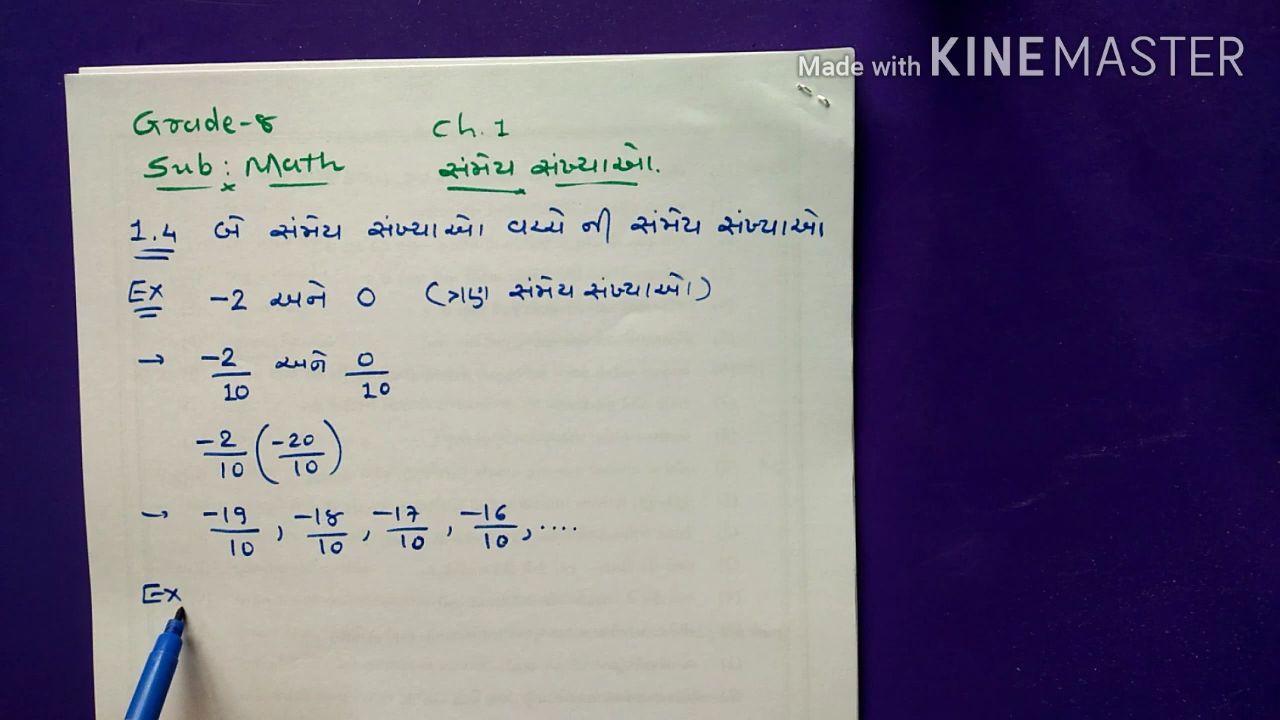 Made with KINEMASTER
Grade-8 Ch. 1
Sub : Math સંમેય સંખ્યાઓ.
1.4 બે સંમેય સંખ્યાઓ વચ્ચે ની સંમેય સંખ્યાઓ
Ex -2 અને 0 (ત્રણ સંમેય સંખ્યાઓ)
→ -2/10 અને 0/10
-2/10 (-20/10)
→ -19/10 , -18/10 , -17/10 , -16/10 , ....
Ex